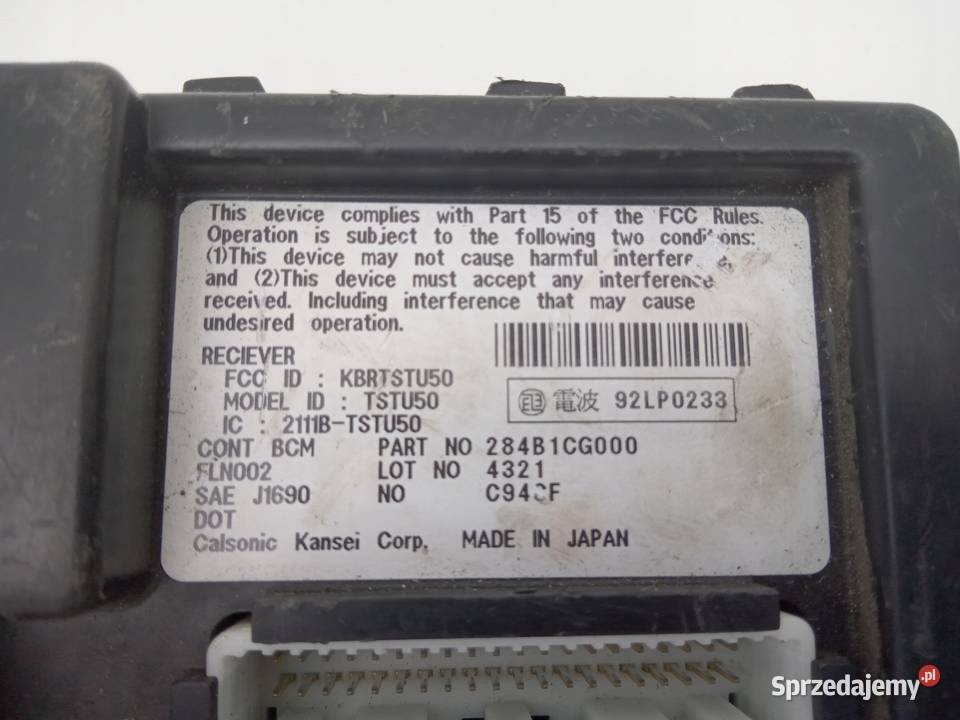 This device complies with Part 15 of the FCC Rules.
Operation is subject to the following two conditions:
(1)This device may not cause harmful interference,
and (2)This device must accept any interference
received. Including interference that may cause
undesired operation.
RECIEVER
FCC ID : KBRTSTU50
MODEL ID : TSTU50
IC : 2111B-TSTU50
電波 92LP0233
CONT BCM PART NO 284B1CG000
FLN002 LOT NO 4321
SAE J1690 NO
DOT
Calsonic Kansei Corp. MADE IN JAPAN
Sprzedajemy.pl